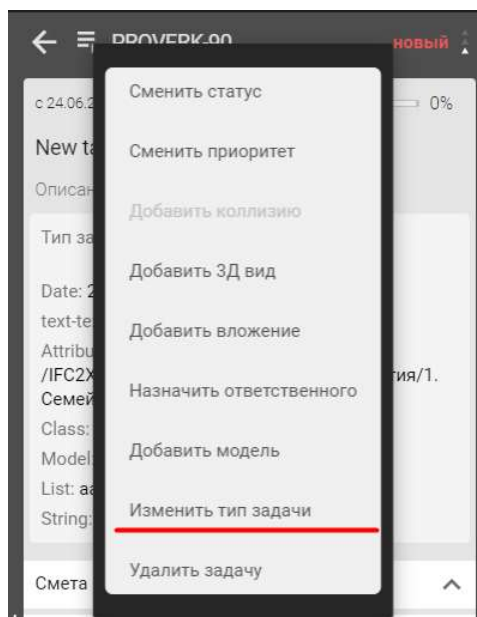 PROVERK-90
новый
с 24.06.2
0%
New ta
Описан
Тип за
Date: 2
text-te
Attribu
/IFC2X
тия/1.
Семей
Class:
Model:
List: aa
String:
Смета
Сменить статус
Сменить приоритет
Добавить коллизию
Добавить 3Д вид
Добавить вложение
Назначить ответственного
Добавить модель
Изменить тип задачи
Удалить задачу